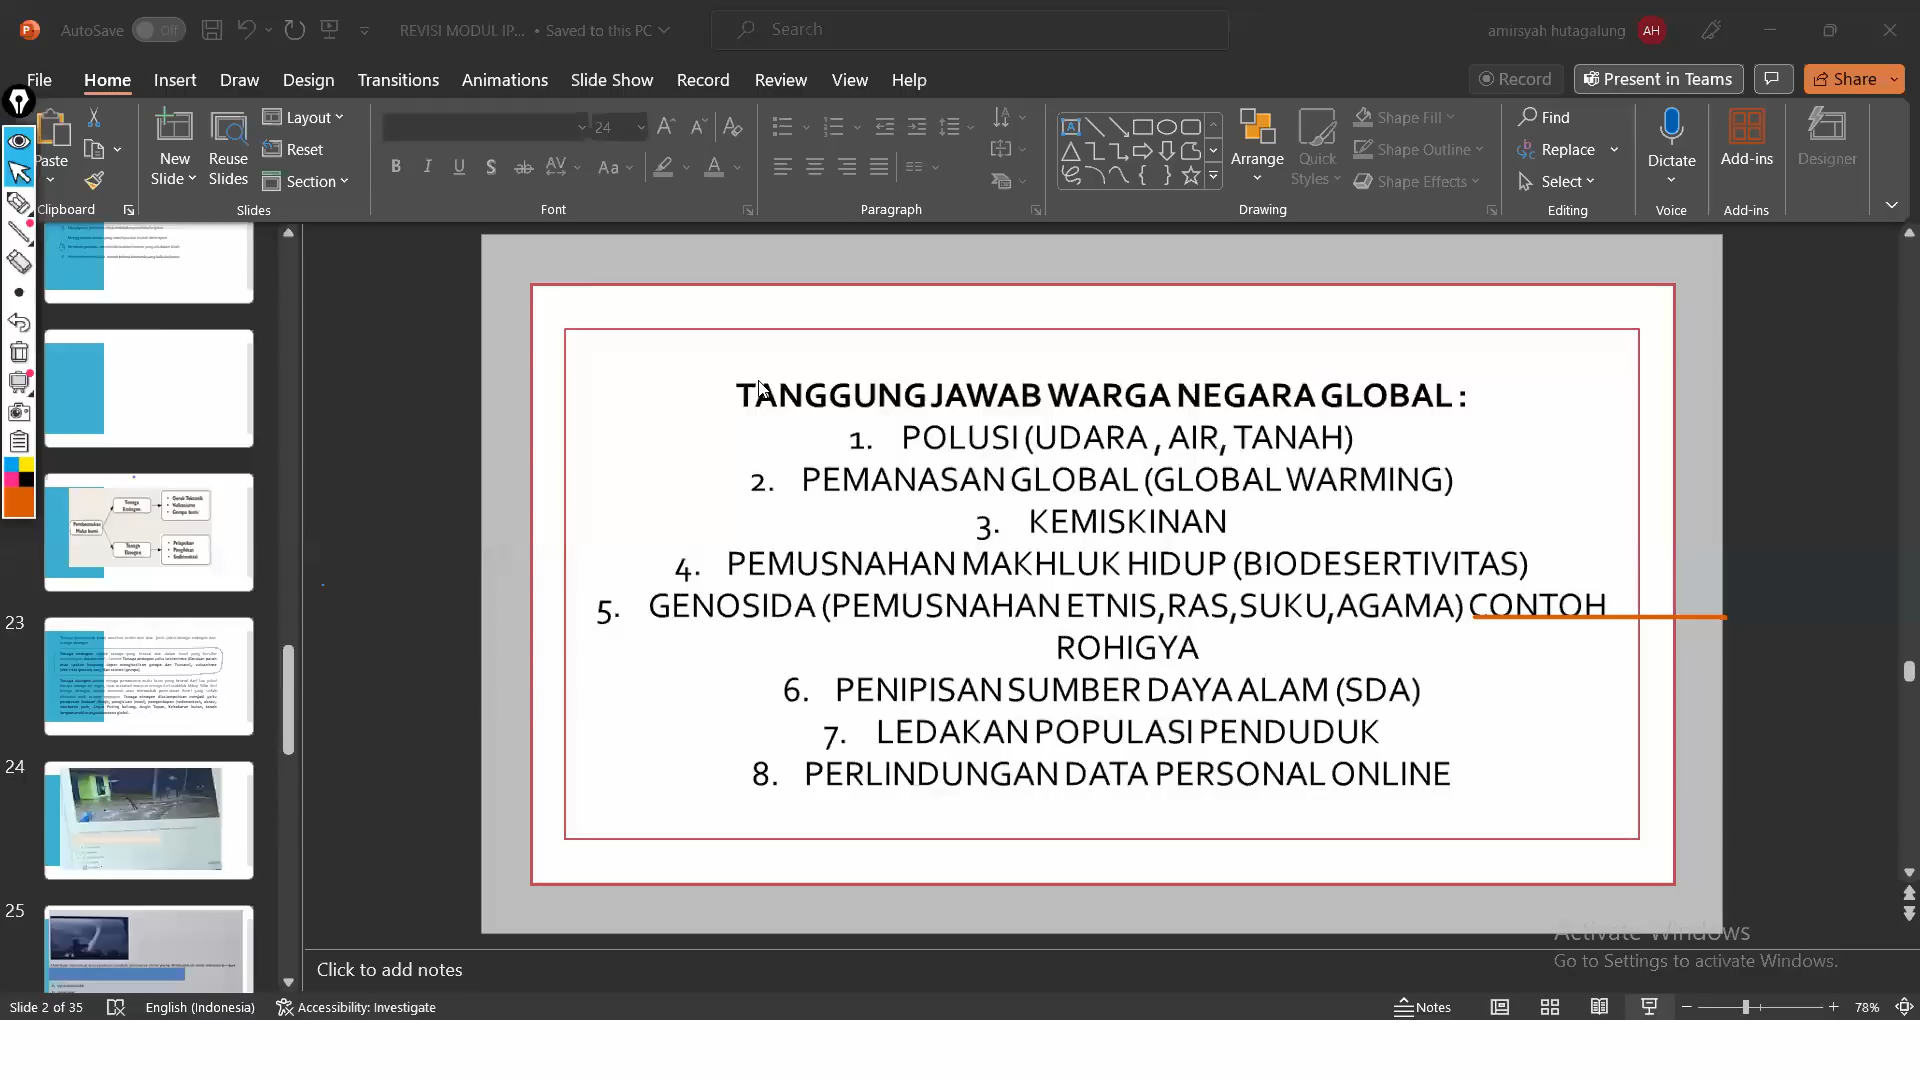 AutoSave Off REVISI MODUL IP... • Saved to this PC Search amirsyah hutagalung AH
File Home Insert Draw Design Transitions Animations Slide Show Record Review View Help Record Present in Teams Share
Paste New Slide Reuse Slides Layout Reset Section 24 Aa Arrange Quick Styles Shape Fill Shape Outline Shape Effects Find Replace Select Dictate Add-ins Designer
Clipboard Slides Font Paragraph Drawing Editing Voice Add-ins
TANGGUNG JAWAB WARGA NEGARA GLOBAL :
1. POLUSI (UDARA , AIR, TANAH)
2. PEMANASAN GLOBAL (GLOBAL WARMING)
3. KEMISKINAN
4. PEMUSNAHAN MAKHLUK HIDUP (BIODESERTIVITAS)
5. GENOSIDA (PEMUSNAHAN ETNIS,RAS,SUKU,AGAMA) CONTOH
ROHIGYA
6. PENIPISAN SUMBER DAYA ALAM (SDA)
7. LEDAKAN POPULASI PENDUDUK
8. PERLINDUNGAN DATA PERSONAL ONLINE
23
24
25
Activate Windows
Go to Settings to activate Windows.
Click to add notes
Slide 2 of 35 English (Indonesia) Accessibility: Investigate Notes 78%